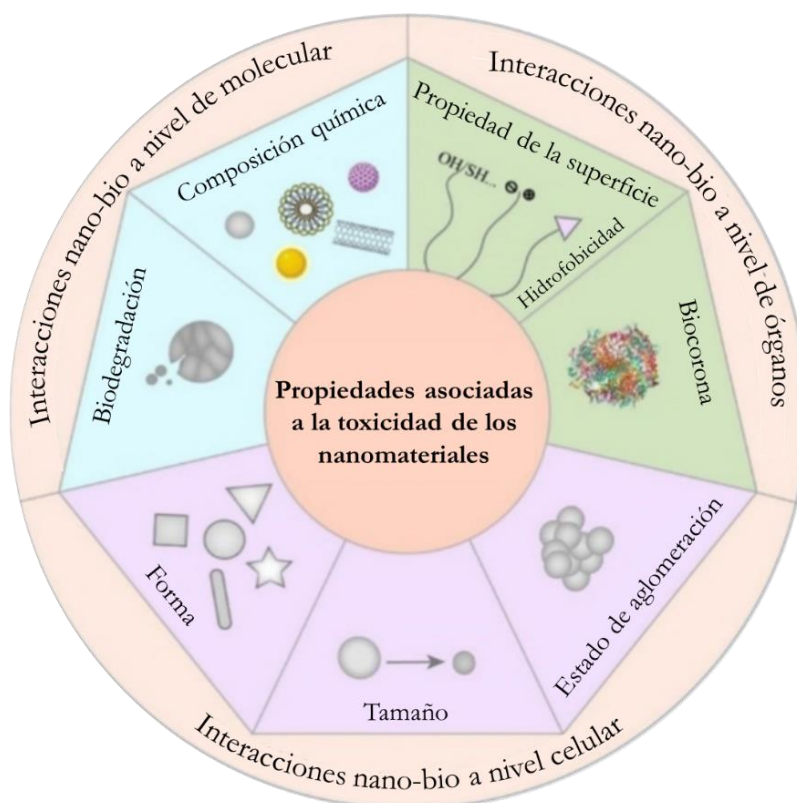 Interacciones nano-bio a nivel de molecular
Interacciones nano-bio a nivel de órganos
Composición química
Propiedad de la superficie
OH/SH...
Hidrofobicidad
Biodegradación
Biocorona
Propiedades asociadas
a la toxicidad de los
nanomateriales
Forma
Tamaño
Estado de aglomeración
Interacciones nano-bio a nivel celular